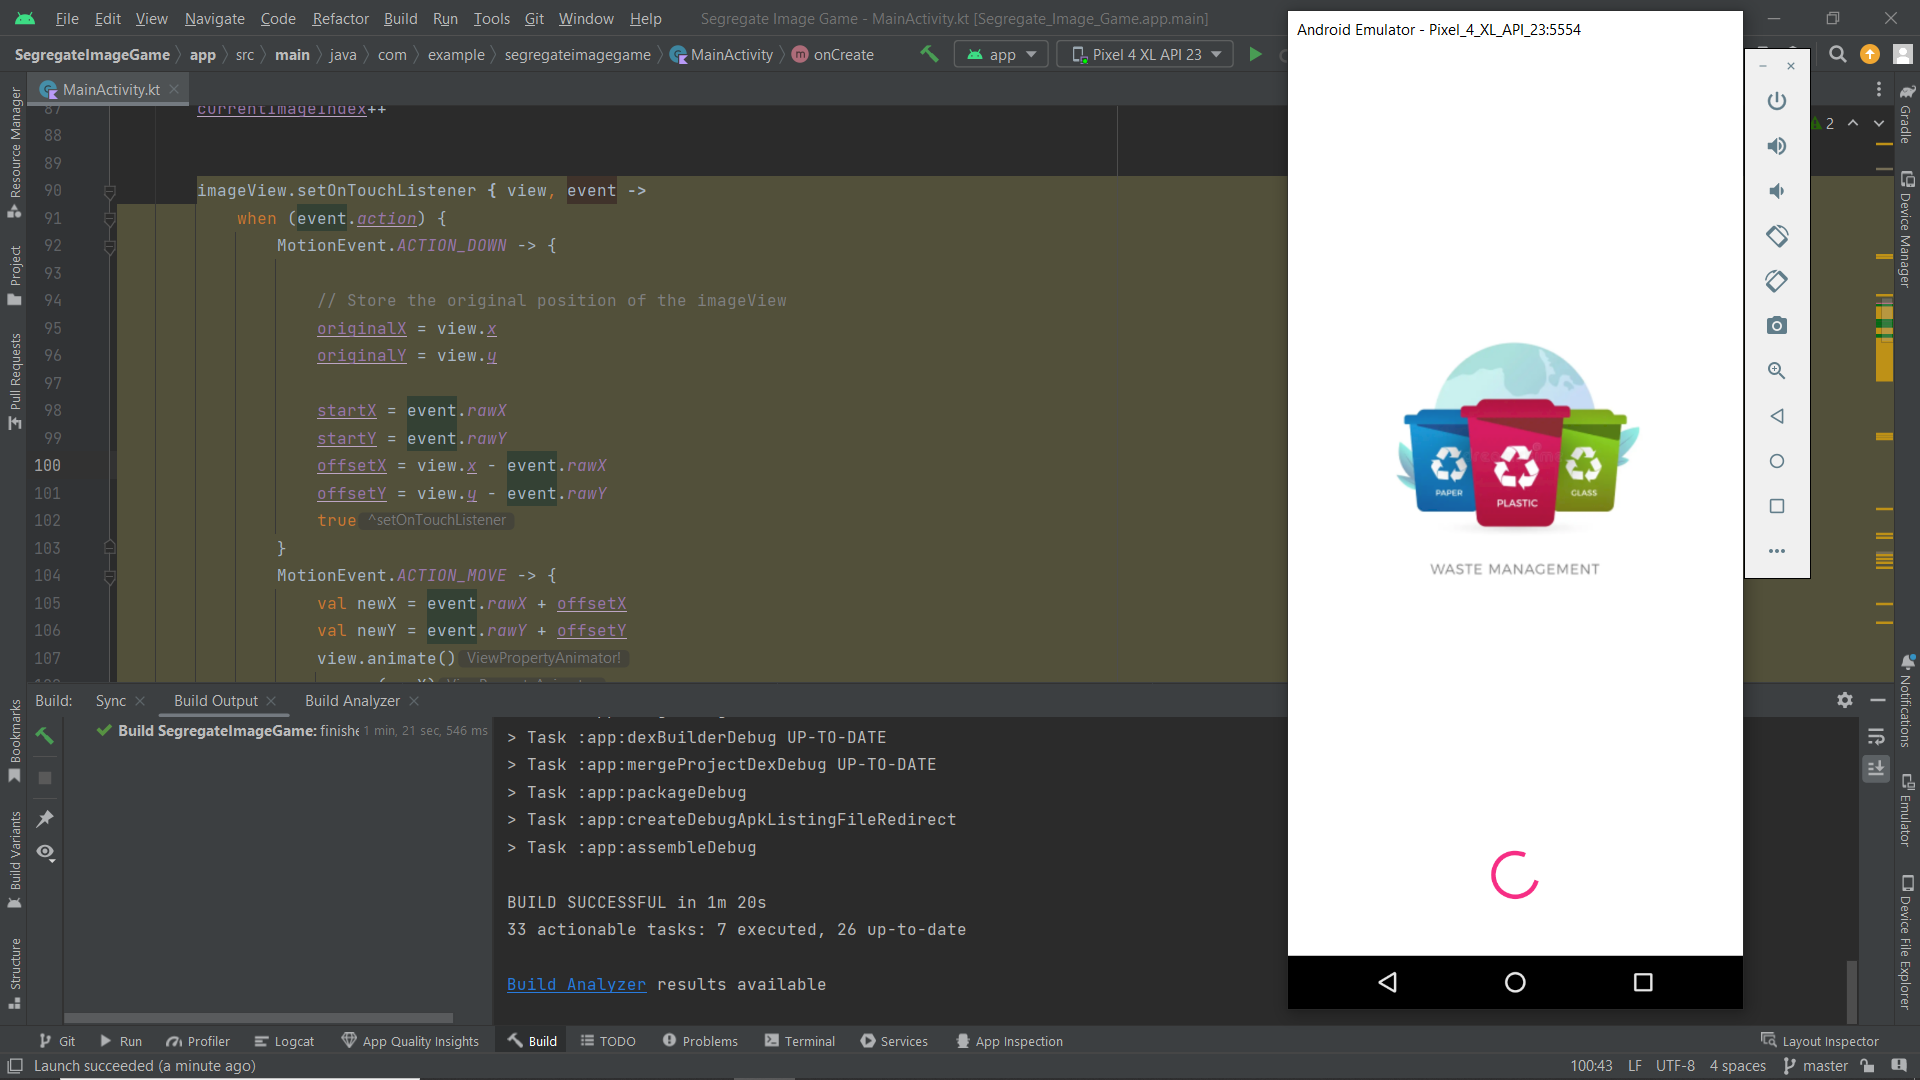 File Edit View Navigate Code Refactor Build Run Tools Git Window Help Segregate Image Game - MainActivity.kt [Segregate_Image_Game.app.main]
SegregateImageGame app src main java com example segregateimagegame MainActivity onCreate app Pixel 4 XL API 23
MainActivity.kt
87 currentImageIndex++
88
89
90 imageView.setOnTouchListener { view, event ->
91 when (event.action) {
92 MotionEvent.ACTION_DOWN -> {
93
94 // Store the original position of the imageView
95 originalX = view.x
96 originalY = view.y
97
98 startX = event.rawX
99 startY = event.rawY
100 offsetX = view.x - event.rawX
101 offsetY = view.y - event.rawY
102 true ^setOnTouchListener
103 }
104 MotionEvent.ACTION_MOVE -> {
105 val newX = event.rawX + offsetX
106 val newY = event.rawY + offsetY
107 view.animate() ViewPropertyAnimator!
2
Resource Manager
Project
Pull Requests
Bookmarks
Build Variants
Structure
Build: Sync Build Output Build Analyzer
Build SegregateImageGame: finishe 1 min, 21 sec, 546 ms
> Task :app:dexBuilderDebug UP-TO-DATE
> Task :app:mergeProjectDexDebug UP-TO-DATE
> Task :app:packageDebug
> Task :app:createDebugApkListingFileRedirect
> Task :app:assembleDebug
BUILD SUCCESSFUL in 1m 20s
33 actionable tasks: 7 executed, 26 up-to-date
Build Analyzer results available
Android Emulator - Pixel_4_XL_API_23:5554
PAPER
PLASTIC
GLASS
WASTE MANAGEMENT
Gradle
Device Manager
Notifications
Emulator
Device File Explorer
Git Run Profiler Logcat App Quality Insights Build TODO Problems Terminal Services App Inspection Layout Inspector
Launch succeeded (a minute ago) 100:43 LF UTF-8 4 spaces master